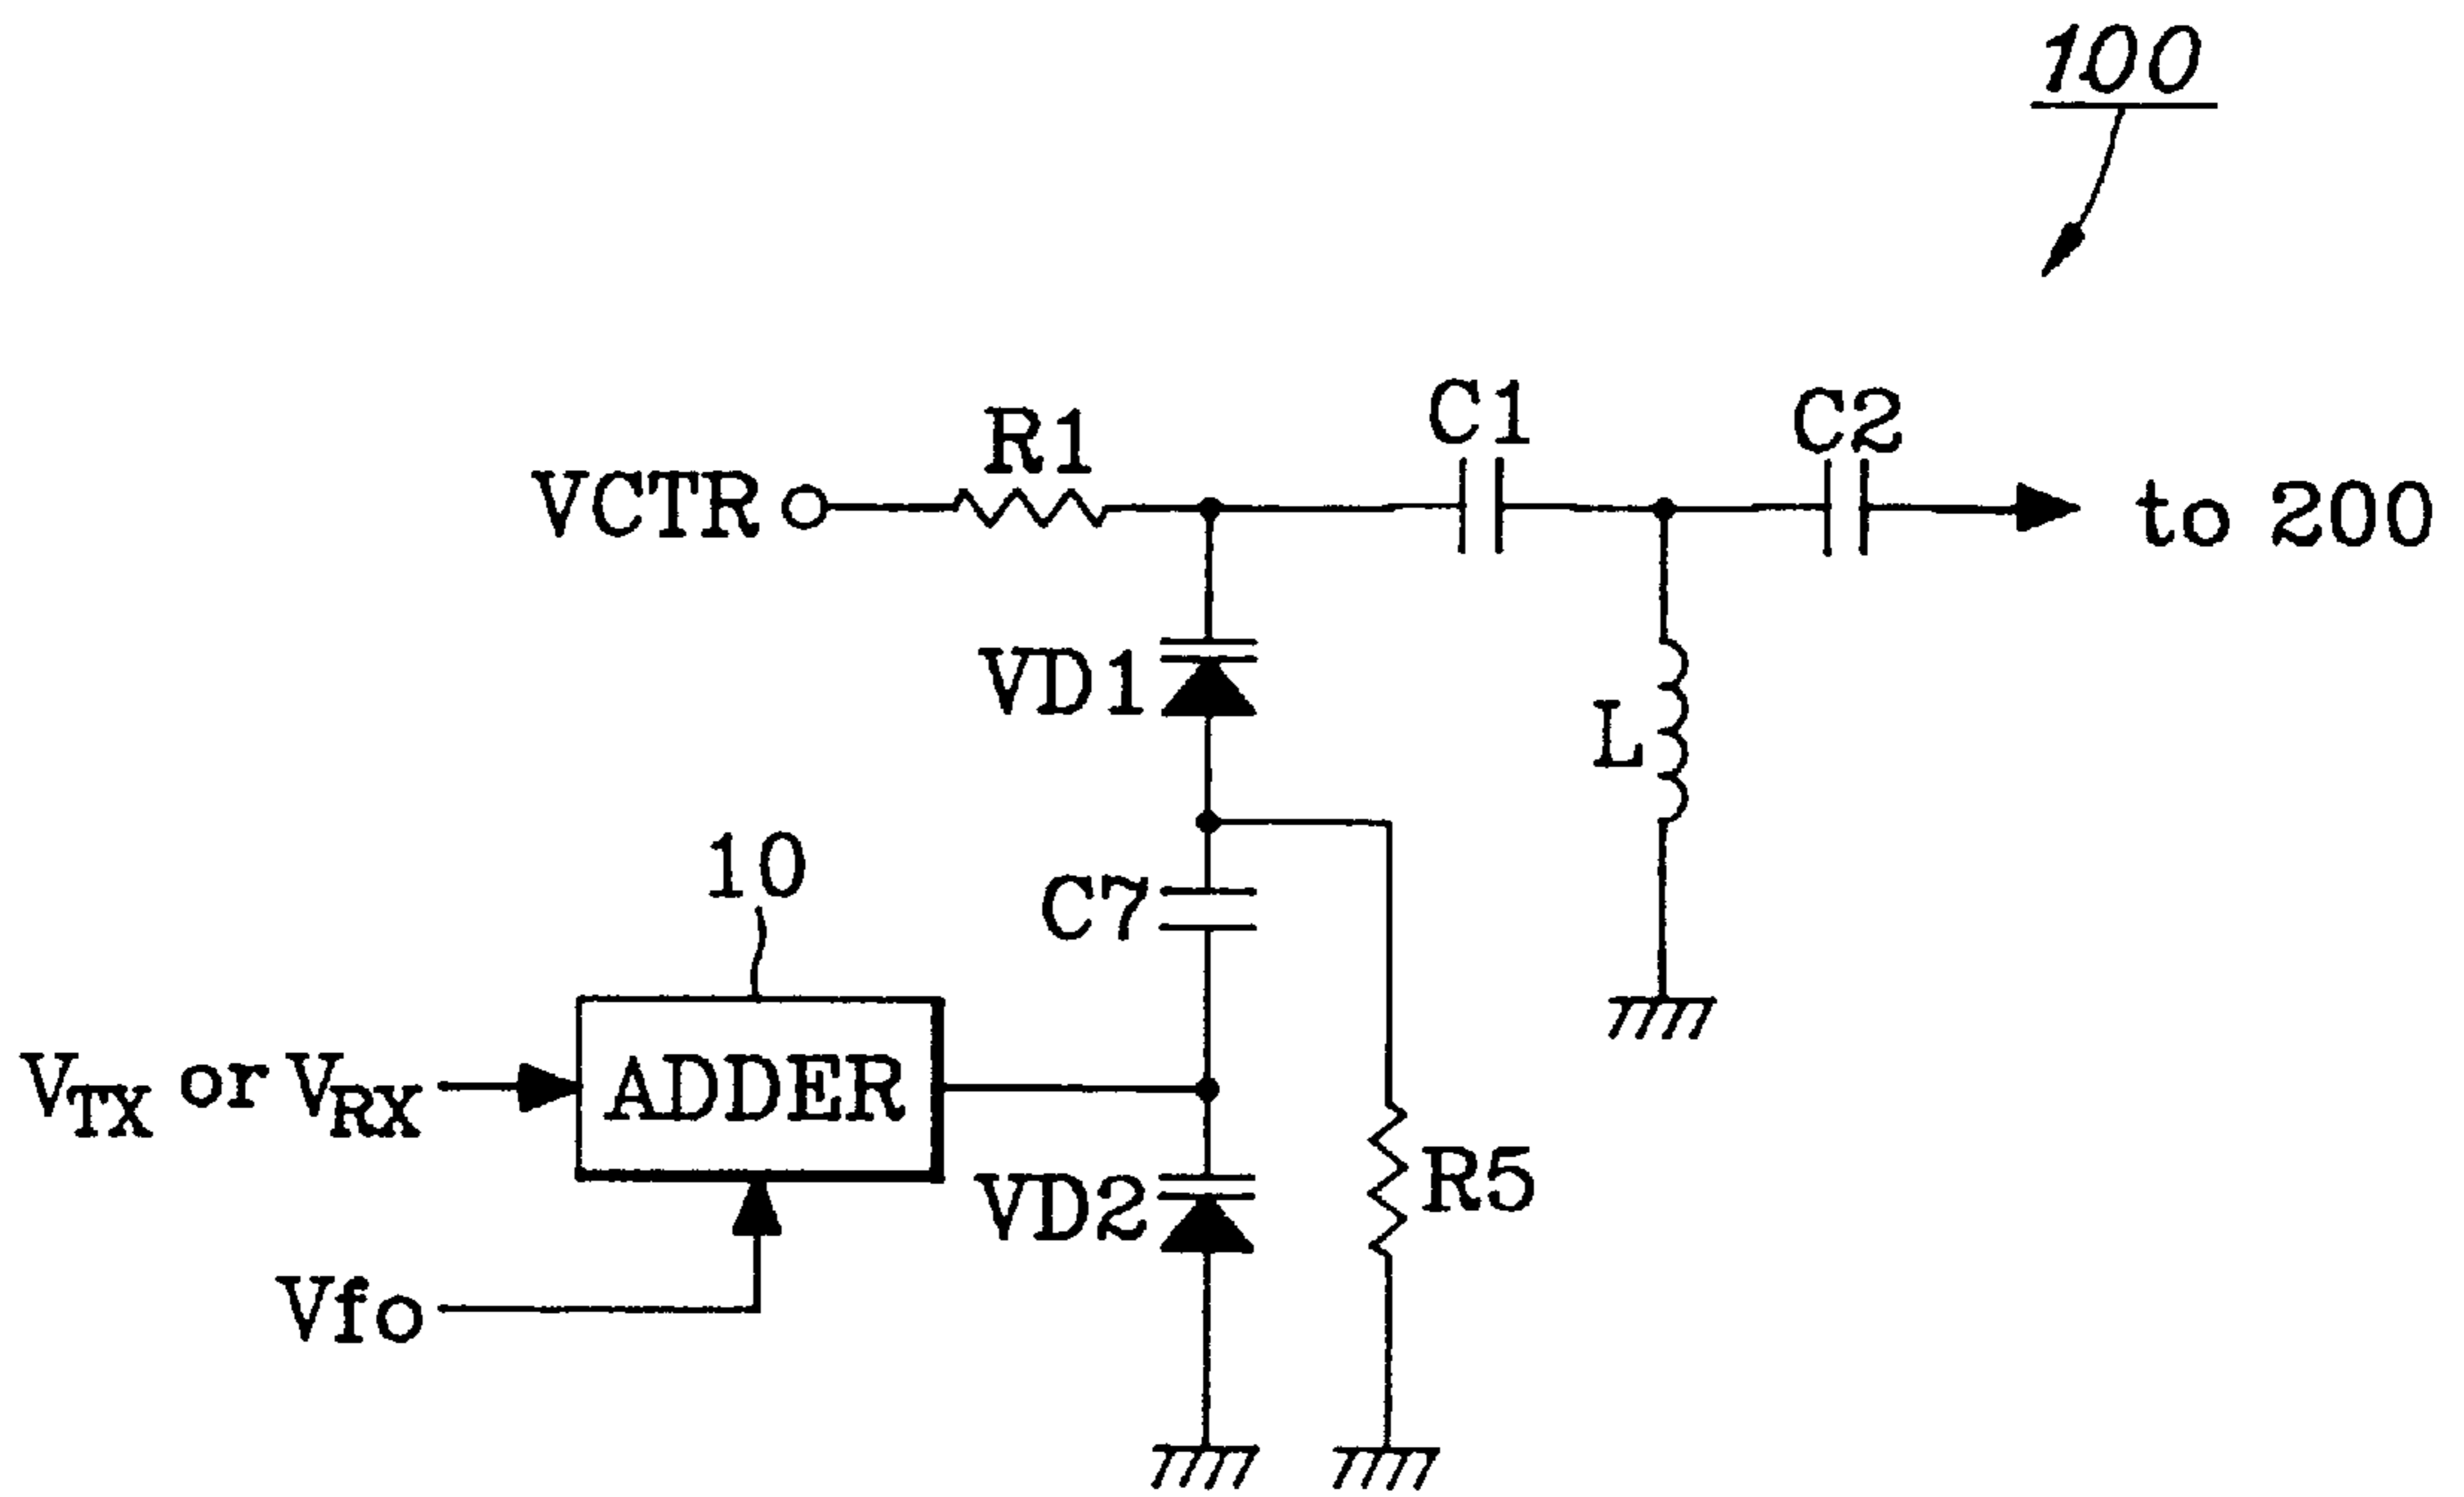 100
C1
C2
R1
VCTR
to 200
VD1
L
10
C7
VTX or VRX
ADDER
VD2
R5
Vfo